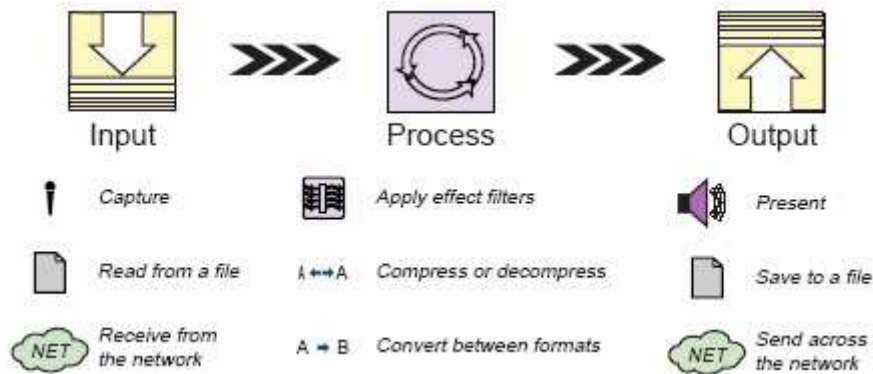 Input
Process
Output
Capture
Apply effect filters
Present
Read from a file
A ↔ A
Compress or decompress
Save to a file
NET
Receive from
the network
A → B
Convert between formats
NET
Send across
the network